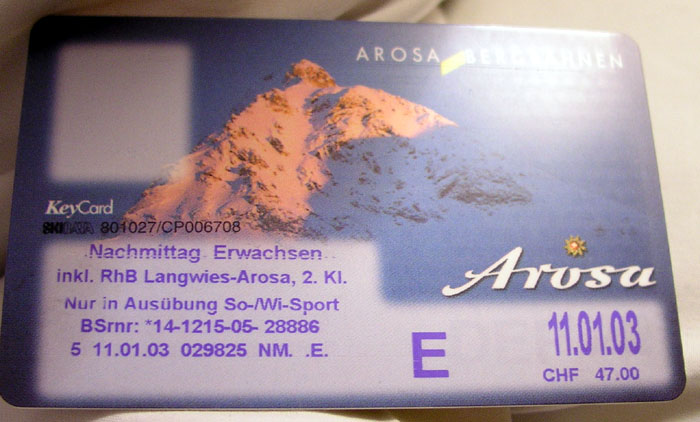 AROSA BERGBAHNEN
KeyCard
SKIDATA 801027/CP006708
Nachmittag Erwachsen
inkl. RhB Langwies-Arosa, 2. Kl.
Nur in Ausübung So-/Wi-Sport
BSrnr: *14-1215-05- 28886
5 11.01.03 029825 NM. .E.
Arosa
E
11.01.03
CHF 47.00